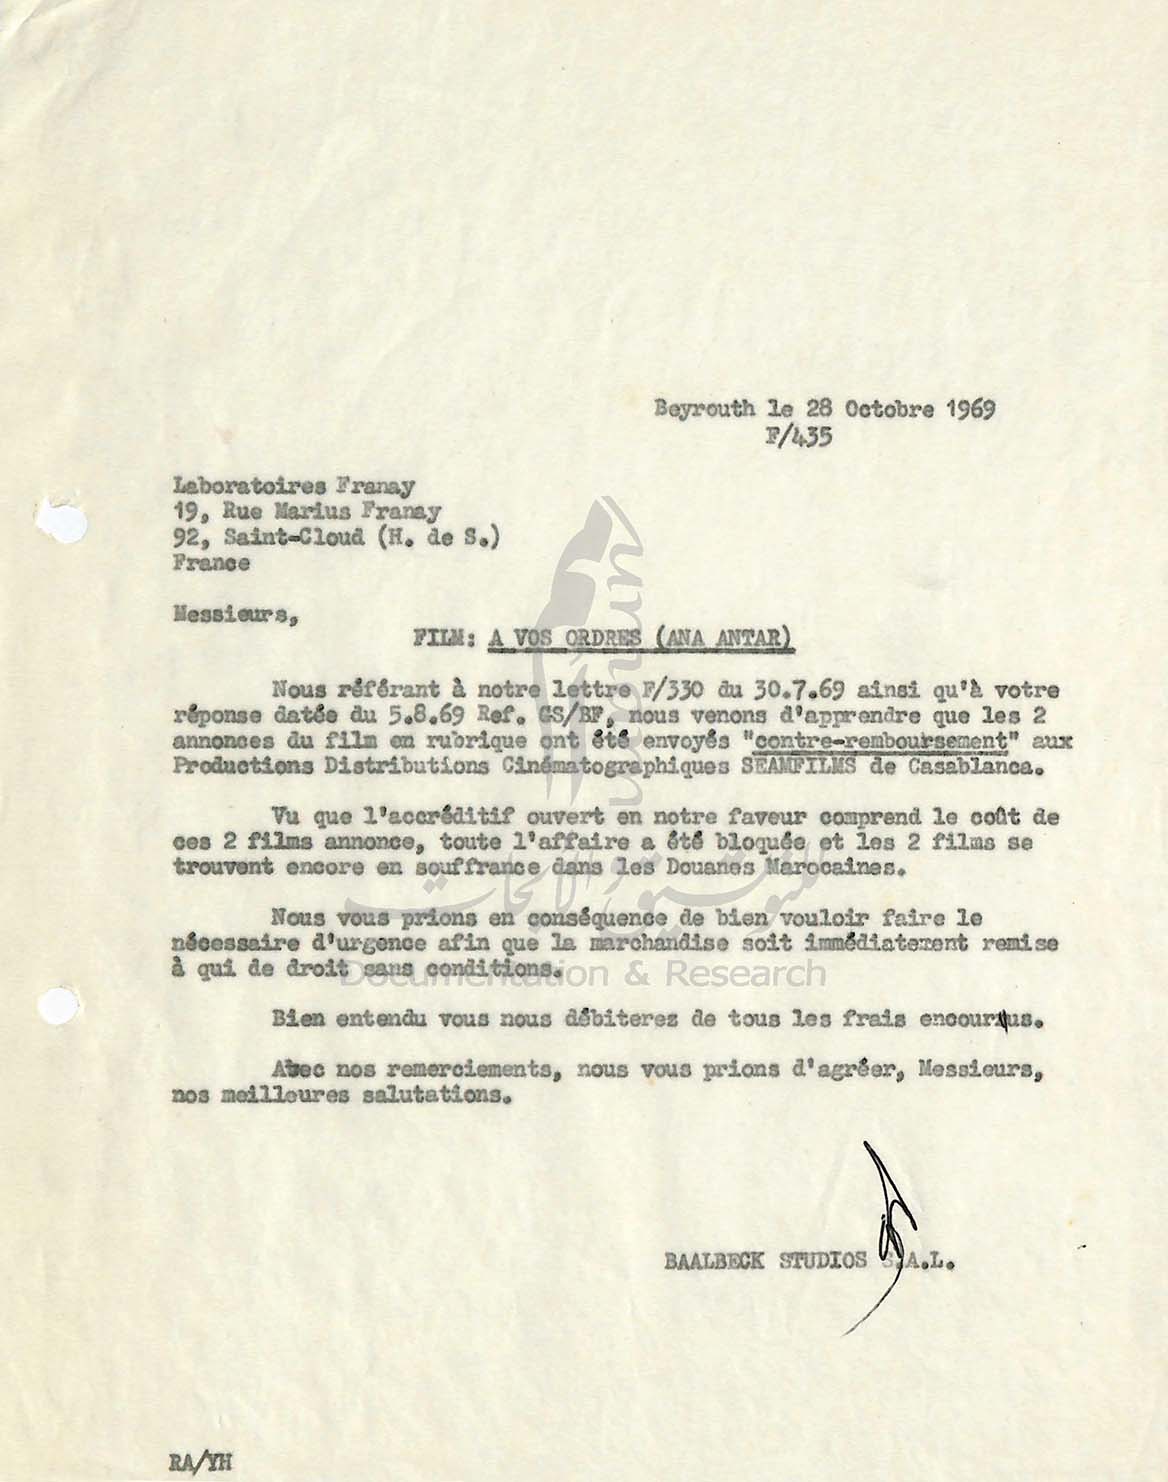 Beyrouth le 28 Octobre 1969
F/435
Laboratoires Franay
19, Rue Marius Franay
92, Saint-Cloud (H. de S.)
France
Messieurs,
FILM: A VOS ORDRES (ANA ANTAR)
Nous référant à notre lettre F/330 du 30.7.69 ainsi qu'à votre
réponse datée du 5.8.69 Ref. GS/BF, nous venons d'apprendre que les 2
annonces du film en rubrique ont été envoyés "contre-remboursement" aux
Productions Distributions Cinématographiques SEAMFILMS de Casablanca.
Vu que l'accréditif ouvert en notre faveur comprend le coût de
ces 2 films annonce, toute l'affaire a été bloquée et les 2 films se
trouvent encore en souffrance dans les Douanes Marocaines.
Nous vous prions en conséquence de bien vouloir faire le
nécessaire d'urgence afin que la marchandise soit immédiatement remise
à qui de droit sans conditions.
Bien entendu vous nous débiterez de tous les frais encourus.
Avec nos remerciements, nous vous prions d'agréer, Messieurs,
nos meilleures salutations.
BAALBECK STUDIOS S.A.L.
RA/YH
umam
للتوثيق والأبحاث
Documentation & Research